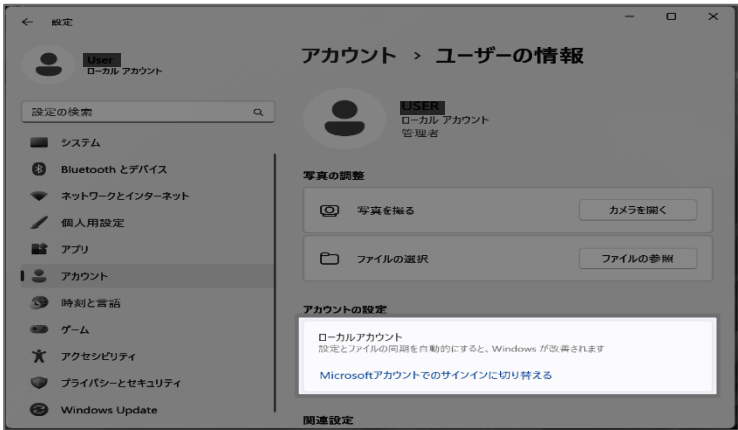 設定
User
ローカル アカウント
設定の検索
システム
Bluetooth とデバイス
ネットワークとインターネット
個人用設定
アプリ
アカウント
時刻と言語
ゲーム
アクセシビリティ
プライバシーとセキュリティ
Windows Update
アカウント › ユーザーの情報
USER
ローカル アカウント
管理者
写真の調整
写真を撮る
カメラを開く
ファイルの選択
ファイルの参照
アカウントの設定
ローカルアカウント
設定とファイルの同期を自動的にすると、Windows が改善されます
Microsoftアカウントでのサインインに切り替える
関連設定